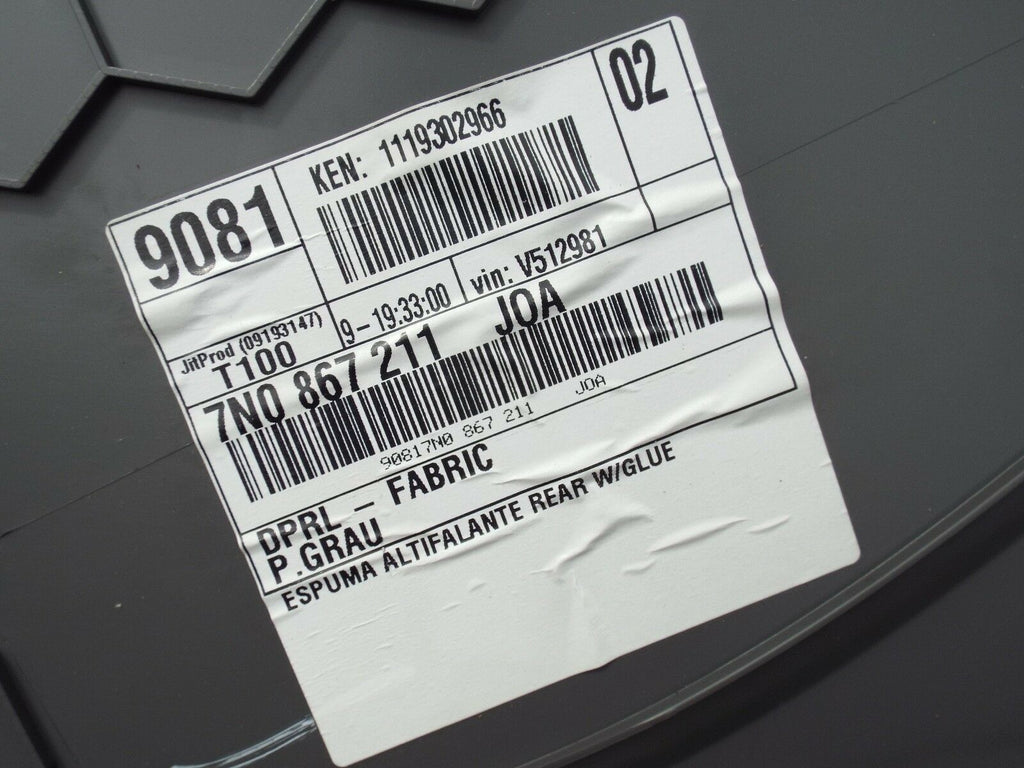 9081
KEN: 1119302966
02
JitProd (09193147)
T100
9-19:33:00
vin: V512981
7N0 867 211 JOA
90817N0 867 211 JOA
DPRL - FABRIC
P.GRAU
ESPUMA ALTIFALANTE REAR W/GLUE